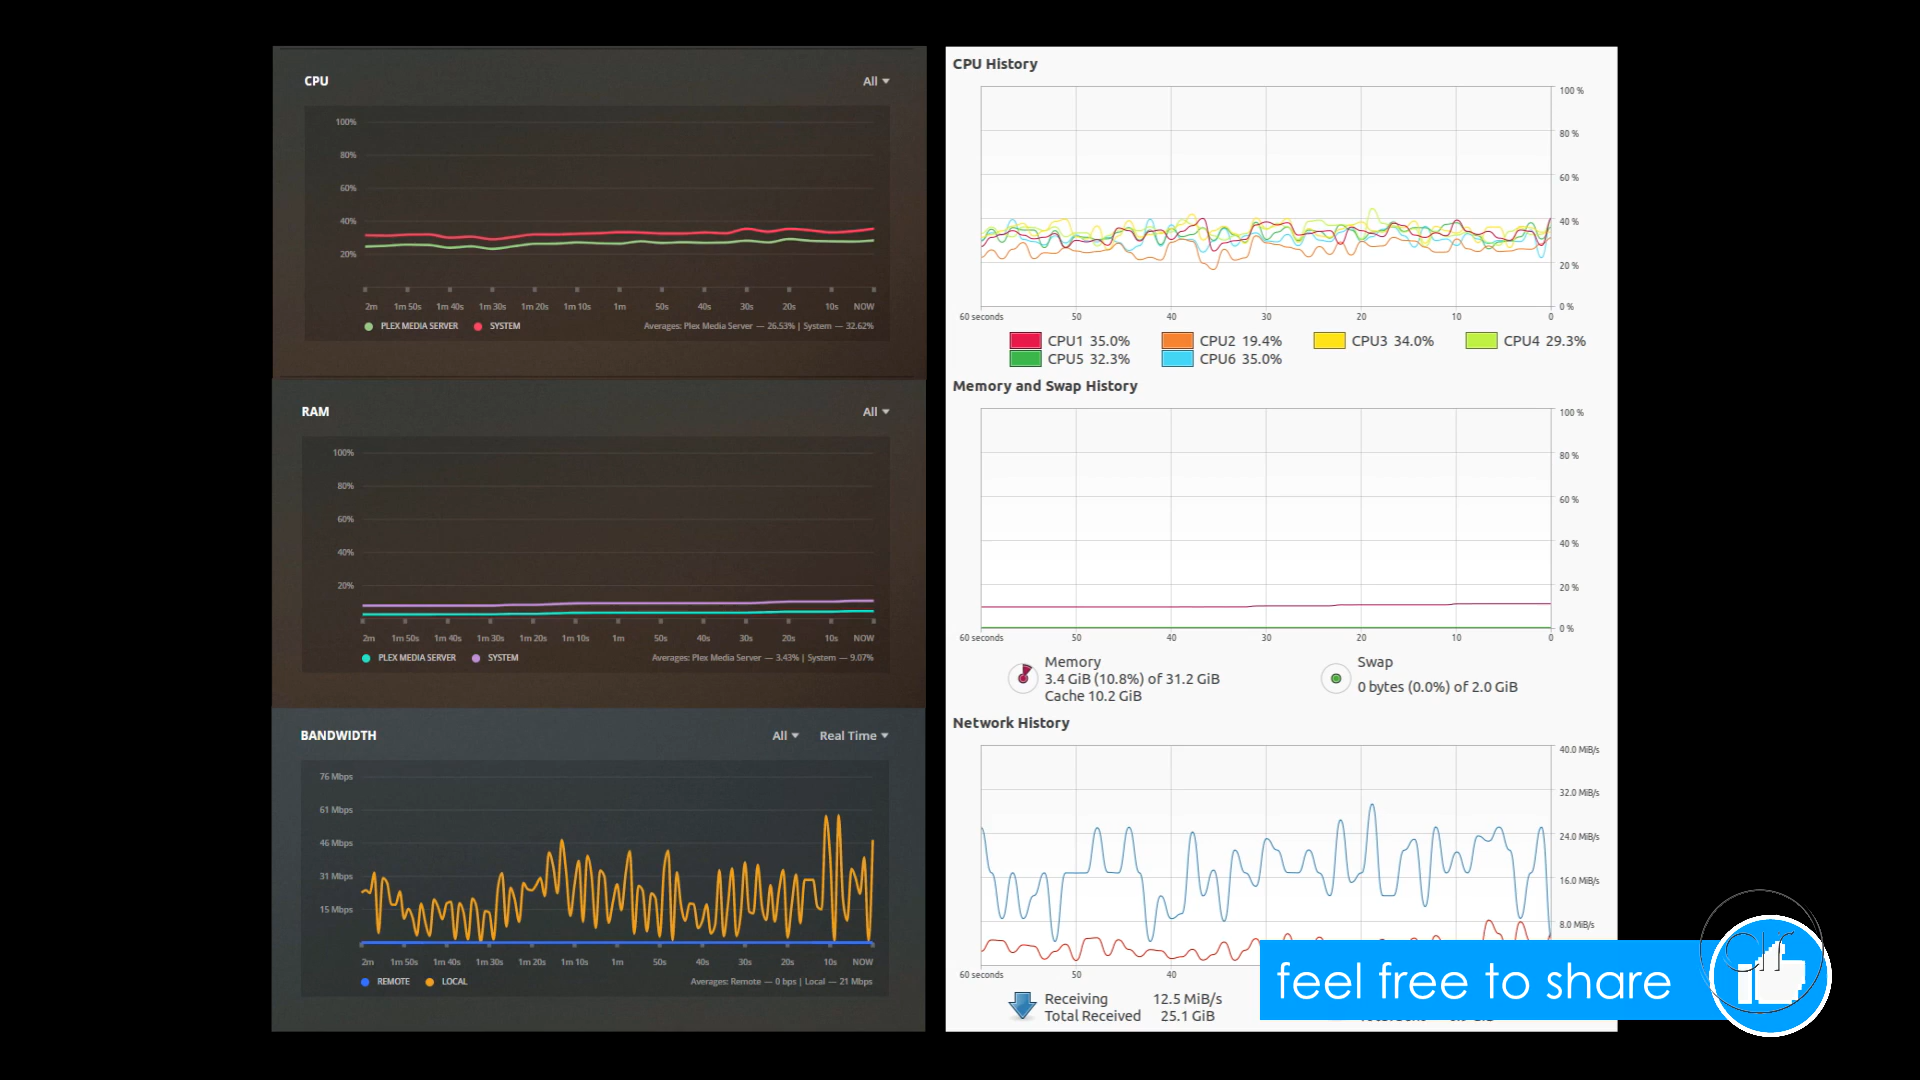 CPU
All
100%
80%
60%
40%
20%
2m 1m 50s 1m 40s 1m 30s 1m 20s 1m 10s 1m 50s 40s 30s 20s 10s NOW
PLEX MEDIA SERVER SYSTEM Averages: Plex Media Server — 26.53% | System — 32.62%
RAM
All
100%
80%
60%
40%
20%
2m 1m 50s 1m 40s 1m 30s 1m 20s 1m 10s 1m 50s 40s 30s 20s 10s NOW
PLEX MEDIA SERVER SYSTEM Averages: Plex Media Server — 3.43% | System — 9.07%
BANDWIDTH
All Real Time
76 Mbps
61 Mbps
46 Mbps
31 Mbps
15 Mbps
2m 1m 50s 1m 40s 1m 30s 1m 20s 1m 10s 1m 50s 40s 30s 20s 10s NOW
REMOTE LOCAL Averages: Remote — 0 bps | Local — 21 Mbps
CPU History
100 %
80 %
60 %
40 %
20 %
0 %
60 seconds 50 40 30 20 10 0
CPU1 35.0% CPU2 19.4% CPU3 34.0% CPU4 29.3%
CPU5 32.3% CPU6 35.0%
Memory and Swap History
100 %
80 %
60 %
40 %
20 %
0 %
60 seconds 50 40 30 20 10 0
Memory
3.4 GiB (10.8%) of 31.2 GiB
Cache 10.2 GiB
Swap
0 bytes (0.0%) of 2.0 GiB
Network History
40.0 MiB/s
32.0 MiB/s
24.0 MiB/s
16.0 MiB/s
8.0 MiB/s
60 seconds 50 40
Receiving 12.5 MiB/s
Total Received 25.1 GiB
feel free to share